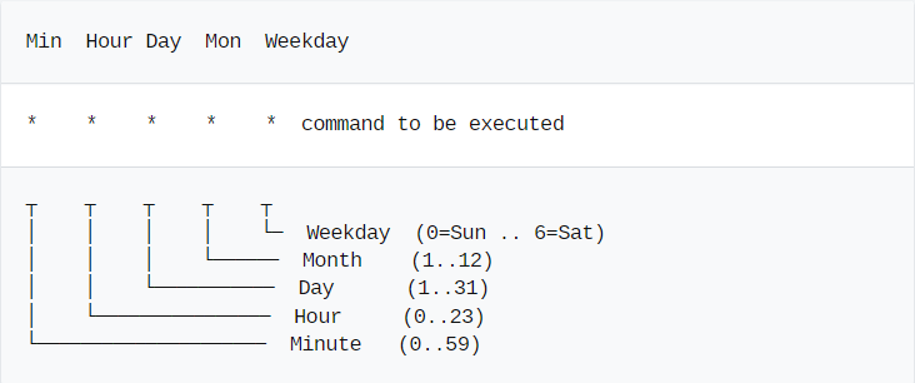 Min  Hour Day  Mon  Weekday
*    *    *    *    *  command to be executed
┬    ┬    ┬    ┬    ┬
│    │    │    │    └─  Weekday  (0=Sun .. 6=Sat)
│    │    │    └──────  Month    (1..12)
│    │    └───────────  Day      (1..31)
│    └────────────────  Hour     (0..23)
└─────────────────────  Minute   (0..59)